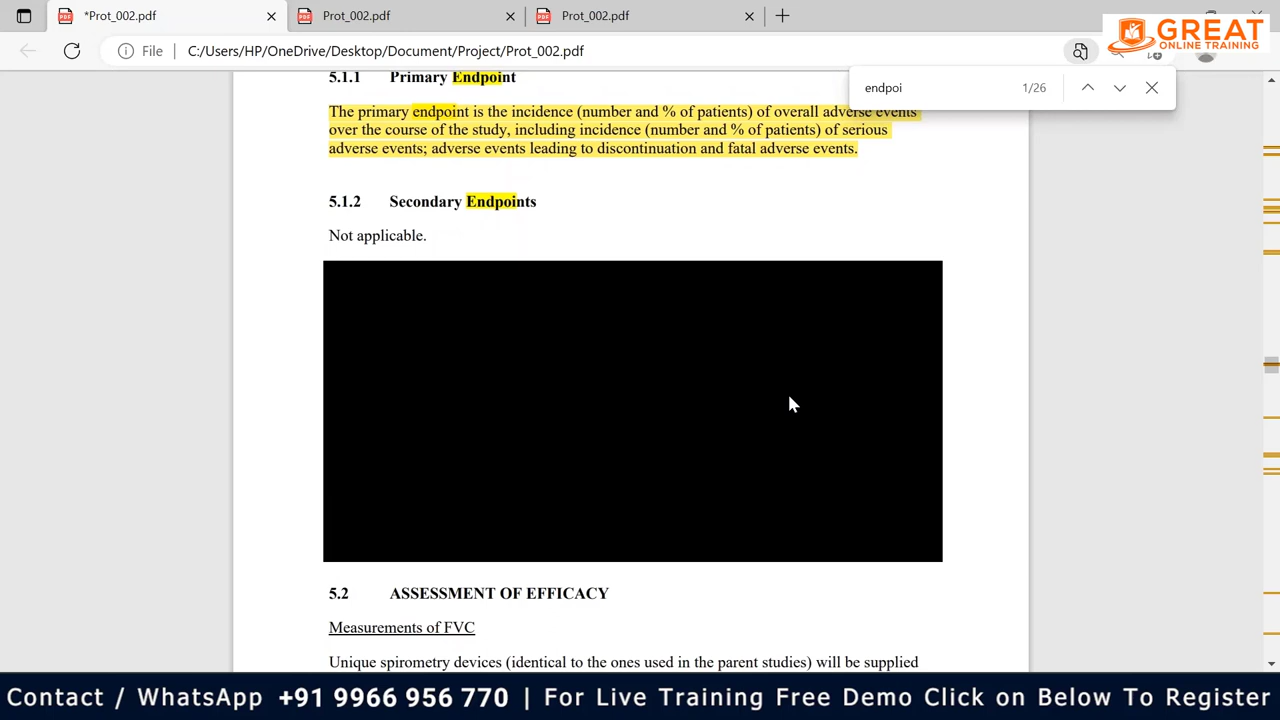 *Prot_002.pdf
Prot_002.pdf
Prot_002.pdf
File C:/Users/HP/OneDrive/Desktop/Document/Project/Prot_002.pdf
GREAT
ONLINE TRAINING
endpoi 1/26
5.1.1 Primary Endpoint
The primary endpoint is the incidence (number and % of patients) of overall adverse events
over the course of the study, including incidence (number and % of patients) of serious
adverse events; adverse events leading to discontinuation and fatal adverse events.
5.1.2 Secondary Endpoints
Not applicable.
5.2 ASSESSMENT OF EFFICACY
Measurements of FVC
Unique spirometry devices (identical to the ones used in the parent studies) will be supplied
Contact / WhatsApp +91 9966 956 770 | For Live Training Free Demo Click on Below To Register